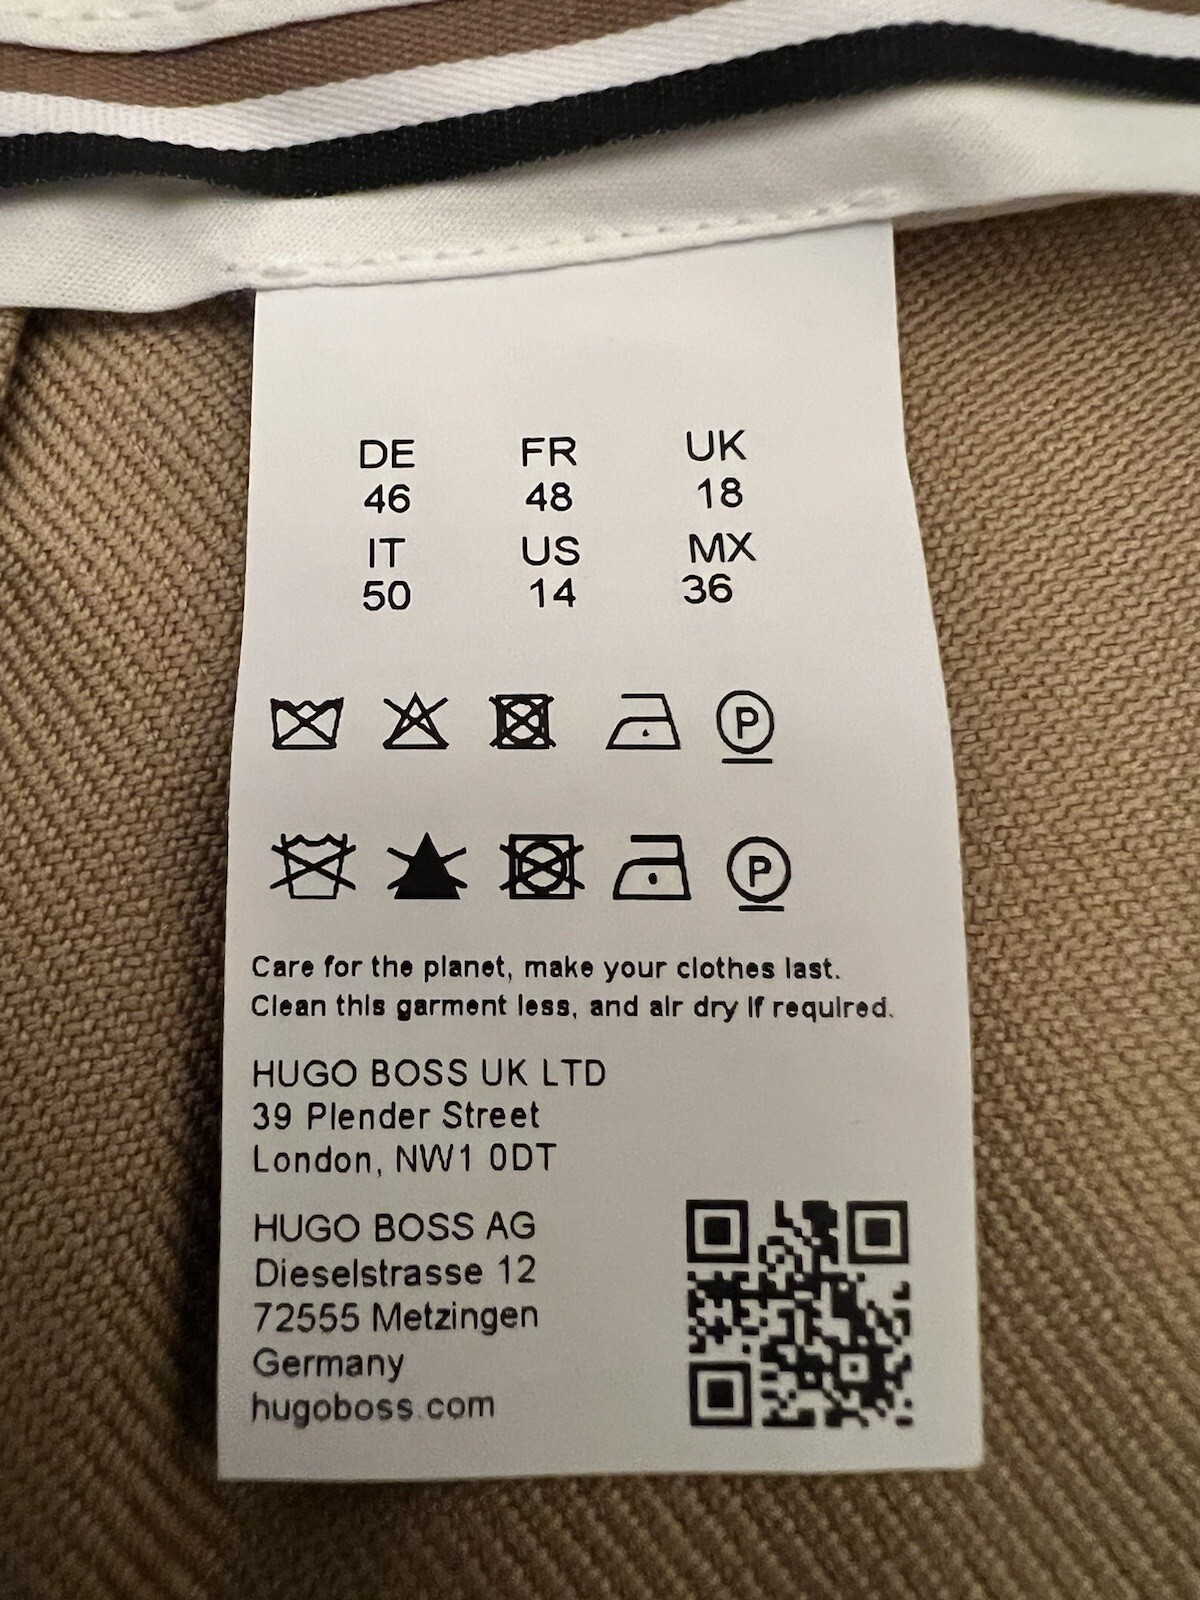 DE FR UK
46 48 18
IT US MX
50 14 36
P
P
Care for the planet, make your clothes last.
Clean this garment less, and air dry if required.
HUGO BOSS UK LTD
39 Plender Street
London, NW1 0DT
HUGO BOSS AG
Dieselstrasse 12
72555 Metzingen
Germany
hugoboss.com